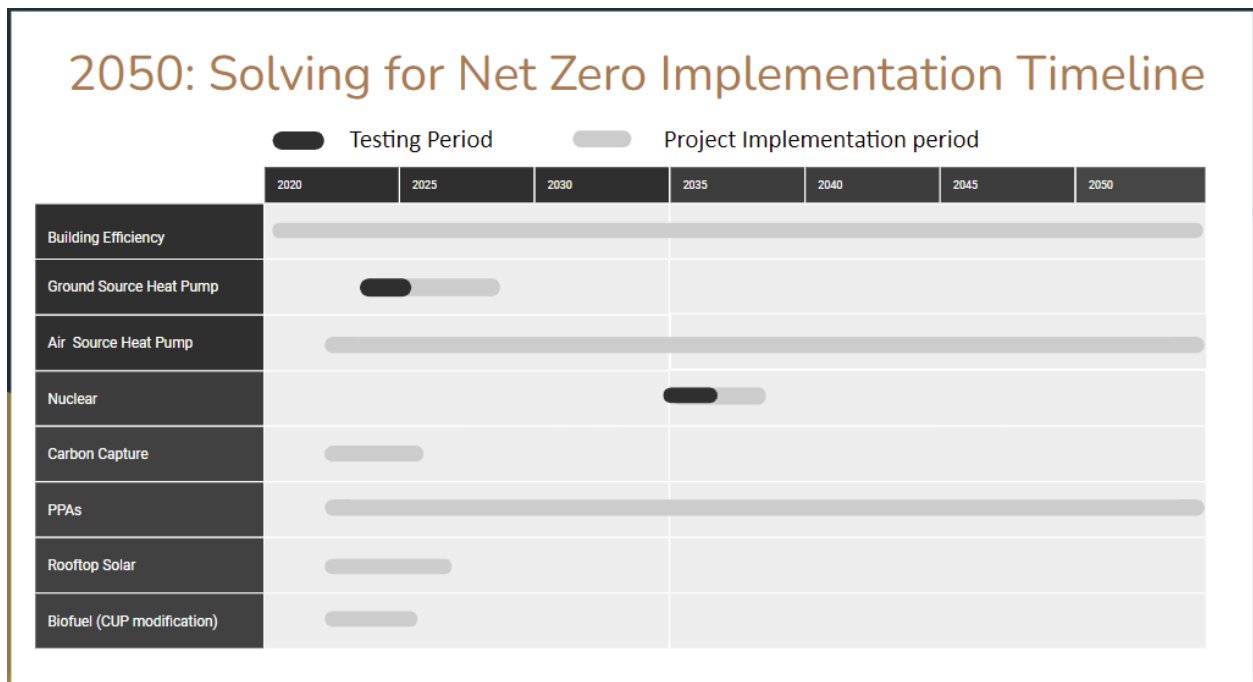 2050: Solving for Net Zero Implementation Timeline
Testing Period Project Implementation period
2020 2025 2030 2035 2040 2045 2050
Building Efficiency
Ground Source Heat Pump
Air Source Heat Pump
Nuclear
Carbon Capture
PPAs
Rooftop Solar
Biofuel (CUP modification)